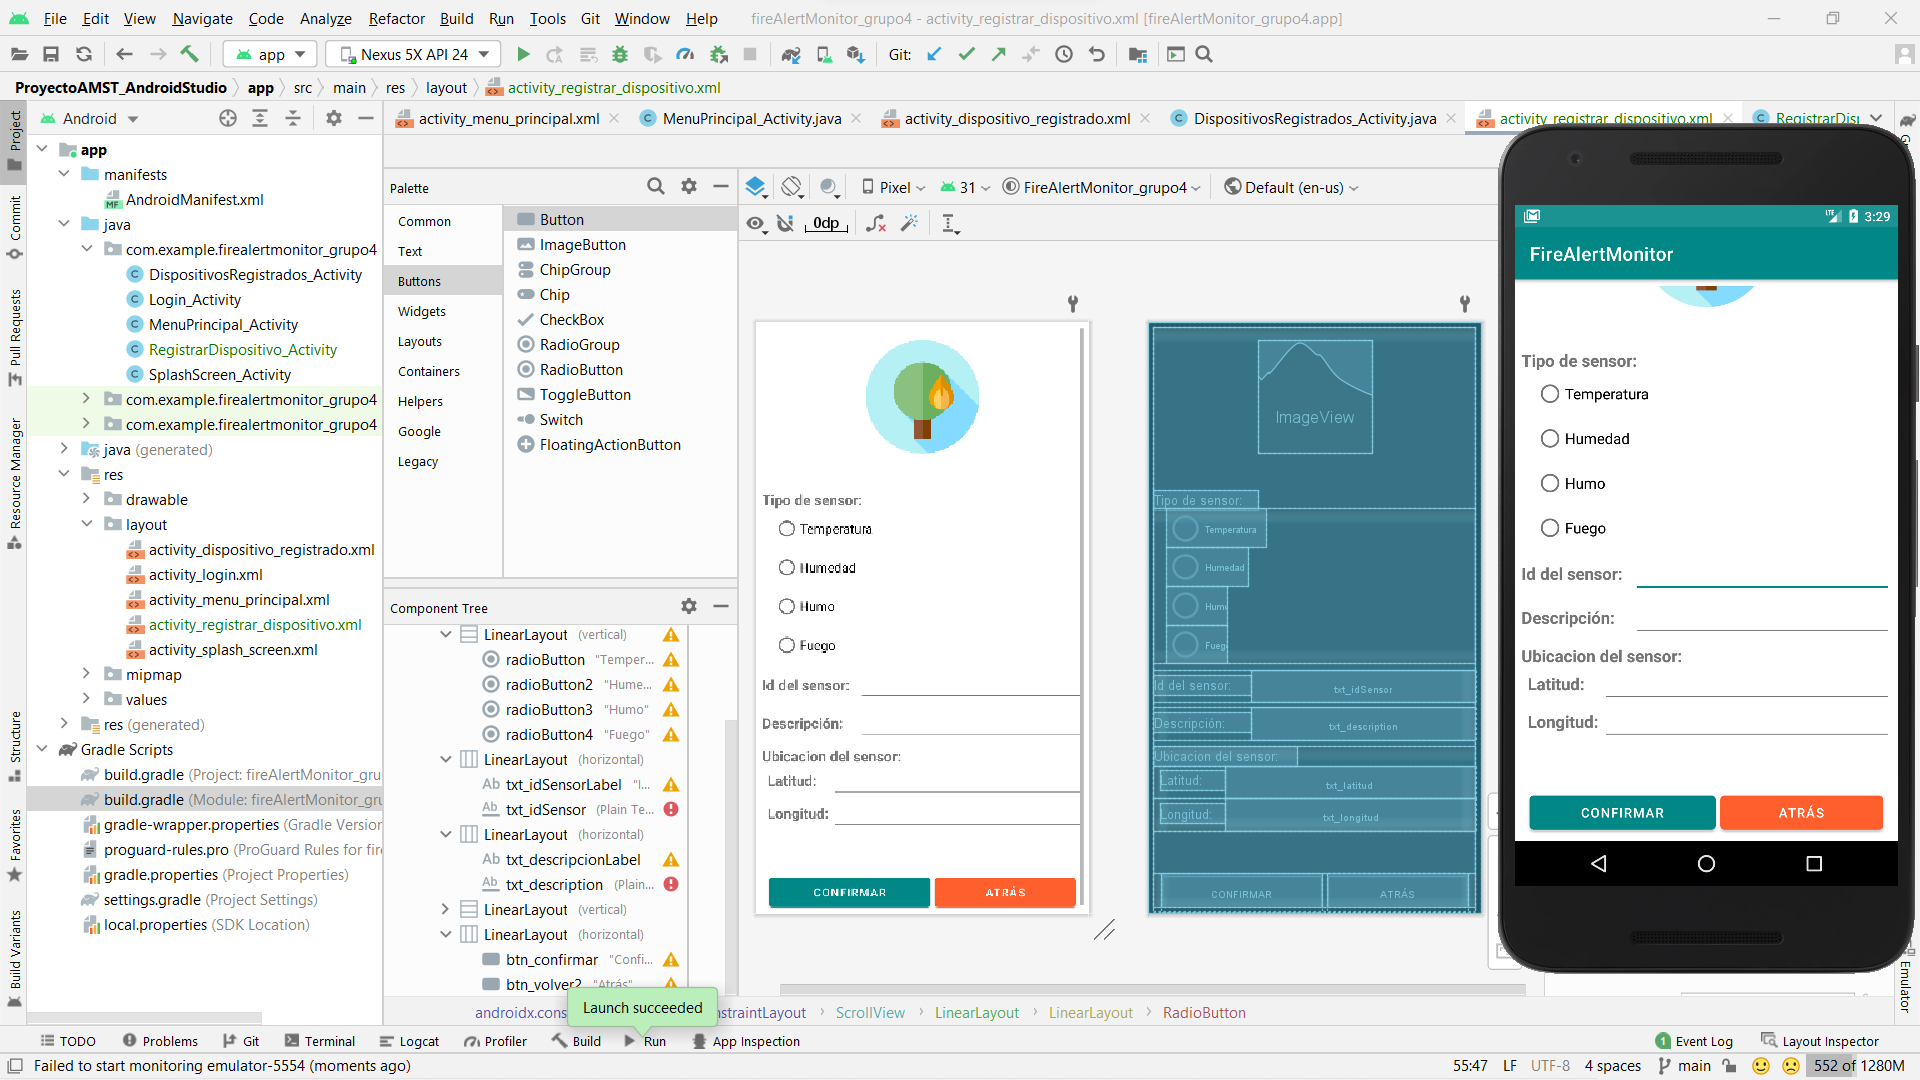 File Edit View Navigate Code Analyze Refactor Build Run Tools Git Window Help fireAlertMonitor_grupo4 - activity_registrar_dispositivo.xml [fireAlertMonitor_grupo4.app]
app Nexus 5X API 24 Git:
ProyectoAMST_AndroidStudio app src main res layout activity_registrar_dispositivo.xml
Android
activity_menu_principal.xml MenuPrincipal_Activity.java activity_dispositivo_registrado.xml DispositivosRegistrados_Activity.java activity_registrar_dispositivo.xml
Project
Commit
Pull Requests
Resource Manager
Structure
Favorites
Build Variants
app
manifests
AndroidManifest.xml
java
com.example.firealertmonitor_grupo4
DispositivosRegistrados_Activity
Login_Activity
MenuPrincipal_Activity
RegistrarDispositivo_Activity
SplashScreen_Activity
com.example.firealertmonitor_grupo4
com.example.firealertmonitor_grupo4
java (generated)
res
drawable
layout
activity_dispositivo_registrado.xml
activity_login.xml
activity_menu_principal.xml
activity_registrar_dispositivo.xml
activity_splash_screen.xml
mipmap
values
res (generated)
Gradle Scripts
build.gradle (Project: fireAlertMonitor_gru
build.gradle (Module: fireAlertMonitor_gru
gradle-wrapper.properties (Gradle Version
proguard-rules.pro (ProGuard Rules for fire
gradle.properties (Project Properties)
settings.gradle (Project Settings)
local.properties (SDK Location)
Palette
Common
Text
Buttons
Widgets
Layouts
Containers
Helpers
Google
Legacy
Button
ImageButton
ChipGroup
Chip
CheckBox
RadioGroup
RadioButton
ToggleButton
Switch
FloatingActionButton
Component Tree
LinearLayout (vertical)
radioButton "Temper...
radioButton2 "Hume...
radioButton3 "Humo"
radioButton4 "Fuego"
LinearLayout (horizontal)
txt_idSensorLabel "I...
txt_idSensor (Plain Te...
LinearLayout (horizontal)
txt_descripcionLabel
txt_description (Plain...
LinearLayout (vertical)
LinearLayout (horizontal)
btn_confirmar "Confi...
btn_volver2 "Atrás"
Pixel 31 FireAlertMonitor_grupo4 Default (en-us)
0dp
Tipo de sensor:
Temperatura
Humedad
Humo
Fuego
Id del sensor:
Descripción:
Ubicacion del sensor:
Latitud:
Longitud:
CONFIRMAR ATRÁS
ImageView
Tipo de sensor:
Temperatura
Humedad
Humo
Fuego
Id del sensor: txt_idSensor
Descripción: txt_description
Ubicacion del sensor:
Latitud: txt_latitud
Longitud: txt_longitud
CONFIRMAR ATRÁS
LTE 3:29
FireAlertMonitor
Tipo de sensor:
Temperatura
Humedad
Humo
Fuego
Id del sensor:
Descripción:
Ubicacion del sensor:
Latitud:
Longitud:
CONFIRMAR ATRÁS
Emulator
Launch succeeded
androidx.cons nstraintLayout ScrollView LinearLayout LinearLayout RadioButton
TODO Problems Git Terminal Logcat Profiler Build Run App Inspection 1 Event Log Layout Inspector
Failed to start monitoring emulator-5554 (moments ago) 55:47 LF UTF-8 4 spaces main 552 of 1280M